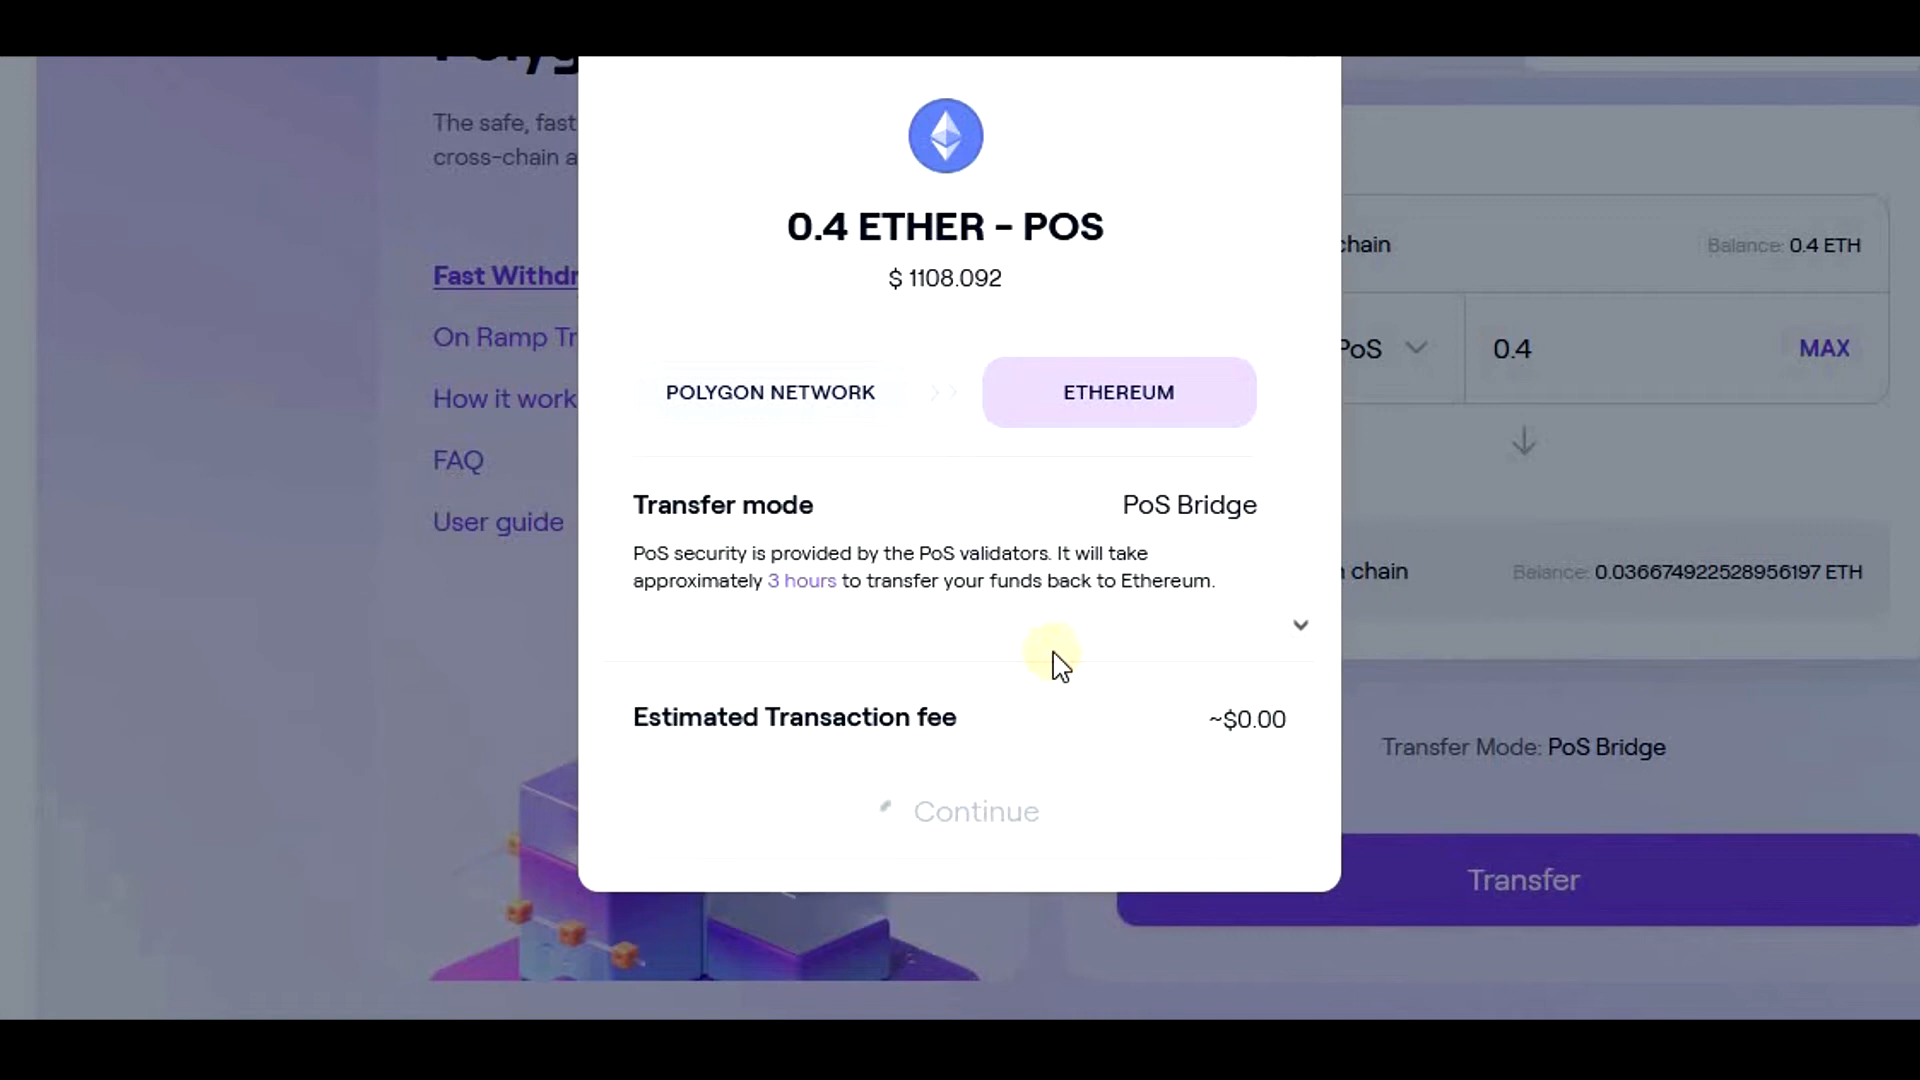 The safe, fast
cross-chain a
Fast Withdr
On Ramp Tr
How it work
FAQ
User guide
0.4 ETHER - POS
$ 1108.092
POLYGON NETWORK
ETHEREUM
Transfer mode
PoS Bridge
PoS security is provided by the PoS validators. It will take
approximately 3 hours to transfer your funds back to Ethereum.
Estimated Transaction fee
~$0.00
Continue
chain
Balance: 0.4 ETH
PoS
0.4
MAX
chain
Balance: 0.036674922528956197 ETH
Transfer Mode: PoS Bridge
Transfer